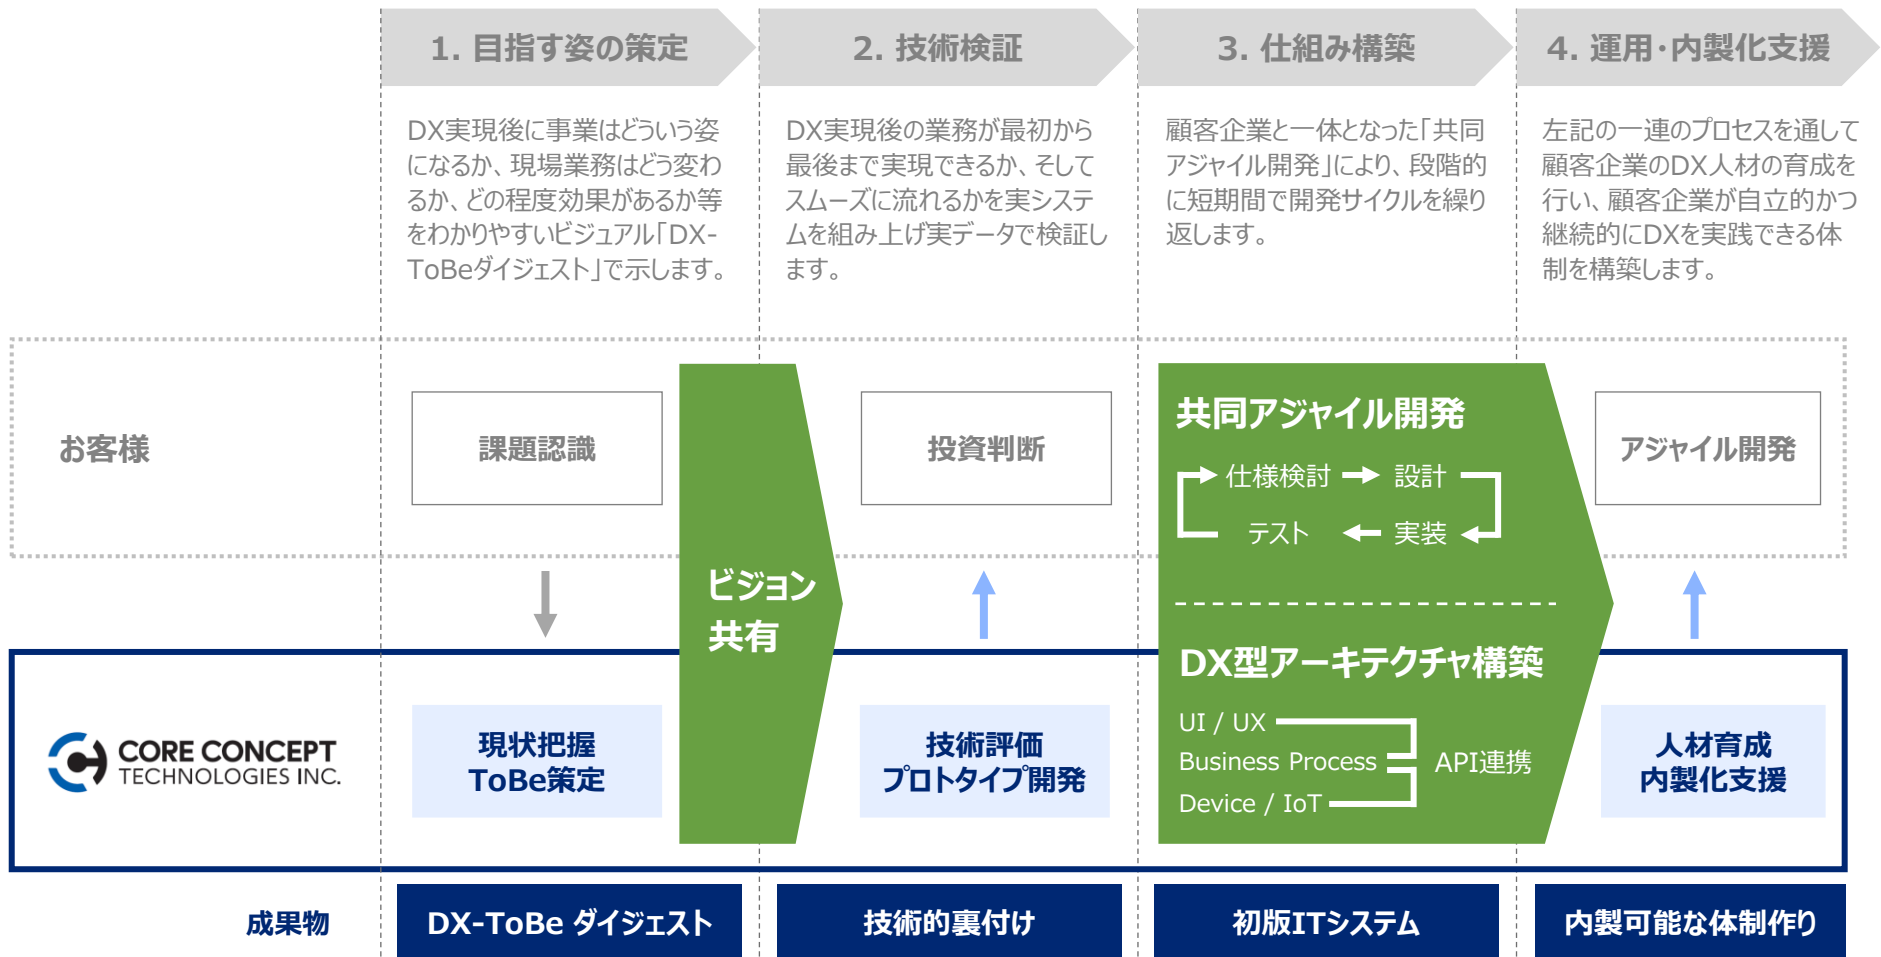 1. 目指す姿の策定
2. 技術検証
3. 仕組み構築
4. 運用・内製化支援
DX実現後に事業はどういう姿
になるか、現場業務はどう変わ
るか、どの程度効果があるか等
をわかりやすいビジュアル「DX-
ToBeダイジェスト」で示します。
DX実現後の業務が最初から
最後まで実現できるか、そして
スムーズに流れるかを実システ
ムを組み上げ実データで検証し
ます。
顧客企業と一体となった「共同
アジャイル開発」により、段階的
に短期間で開発サイクルを繰り
返します。
左記の一連のプロセスを通して
顧客企業のDX人材の育成を
行い、顧客企業が自立的かつ
継続的にDXを実践できる体
制を構築します。
お客様
課題認識
ビジョン
共有
投資判断
共同アジャイル開発
仕様検討
設計
テスト
実装
アジャイル開発
CORE CONCEPT
TECHNOLOGIES INC.
現状把握
ToBe策定
技術評価
プロトタイプ開発
DX型アーキテクチャ構築
UI / UX
Business Process
API連携
Device / IoT
人材育成
内製化支援
成果物
DX-ToBe ダイジェスト
技術的裏付け
初版ITシステム
内製可能な体制作り